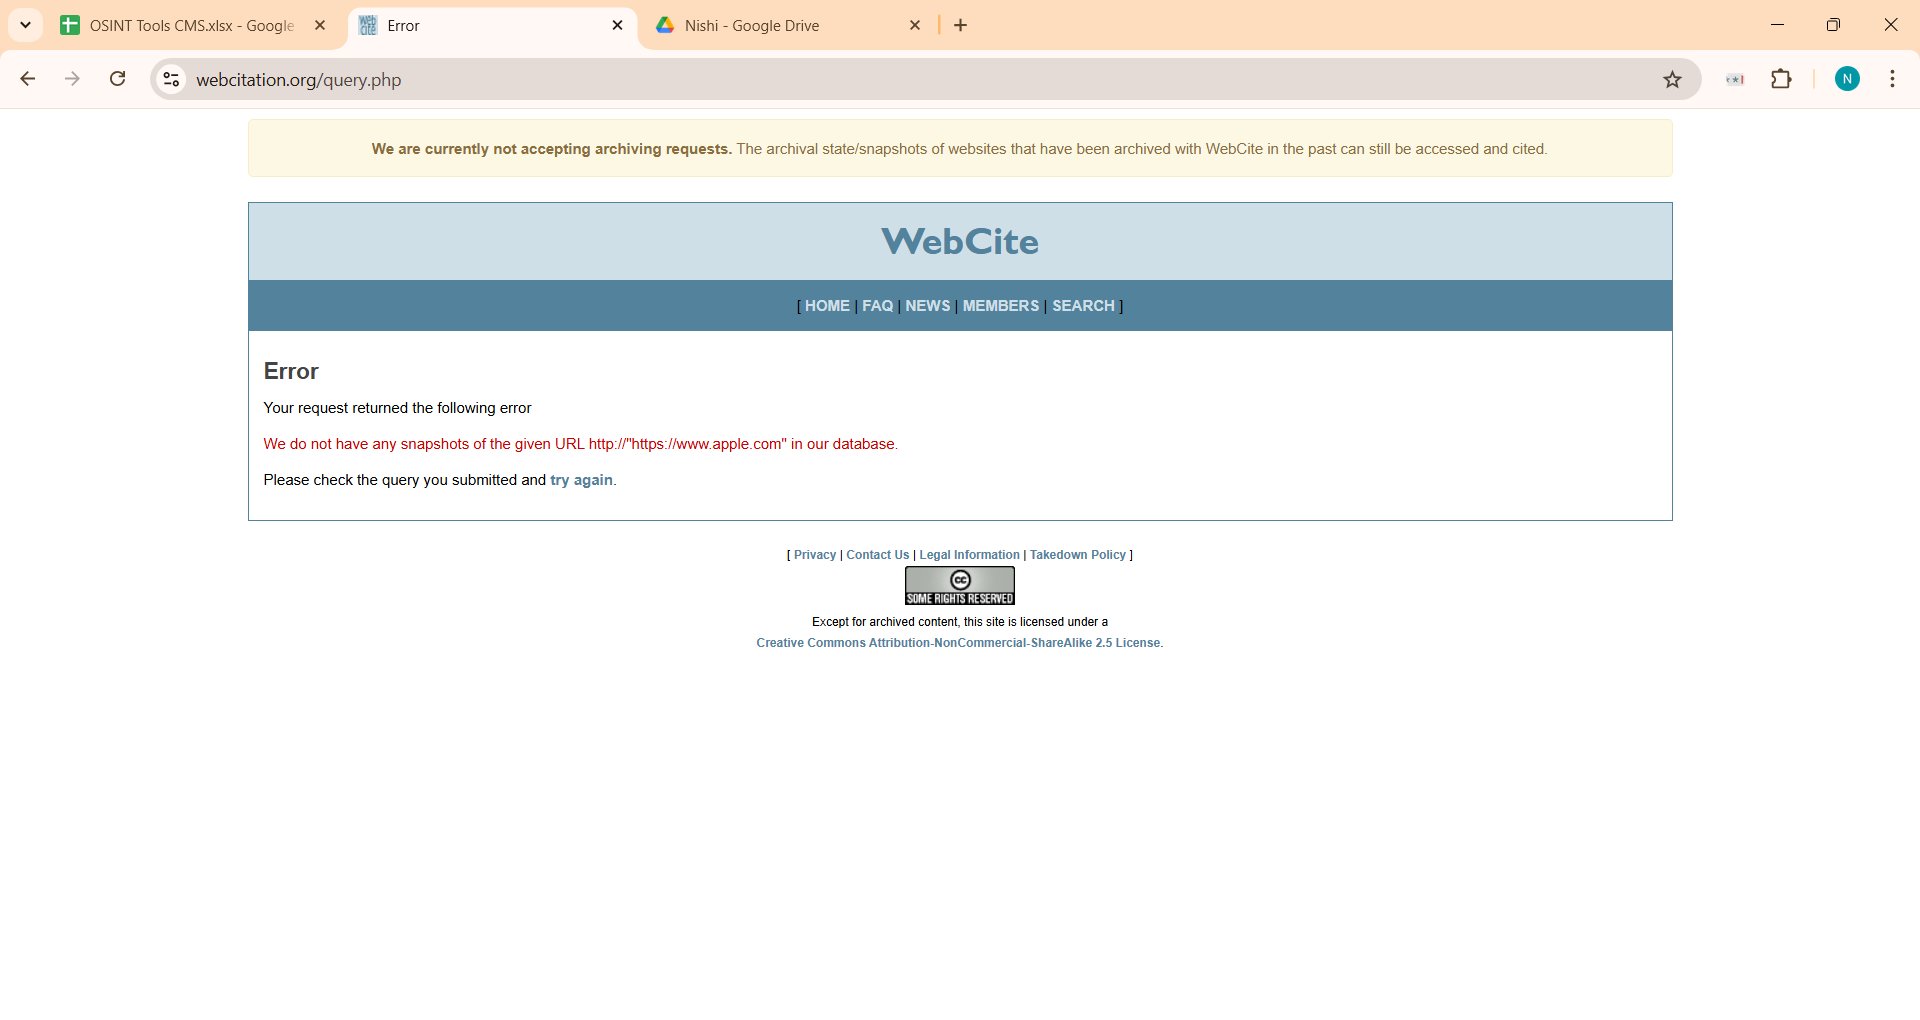 OSINT Tools CMS.xlsx - Google
Error
Nishi - Google Drive
webcitation.org/query.php
N
We are currently not accepting archiving requests. The archival state/snapshots of websites that have been archived with WebCite in the past can still be accessed and cited.
WebCite
[ HOME | FAQ | NEWS | MEMBERS | SEARCH ]
Error
Your request returned the following error
We do not have any snapshots of the given URL http://"https://www.apple.com" in our database.
Please check the query you submitted and try again.
[ Privacy | Contact Us | Legal Information | Takedown Policy ]
cc
SOME RIGHTS RESERVED
Except for archived content, this site is licensed under a
Creative Commons Attribution-NonCommercial-ShareAlike 2.5 License.